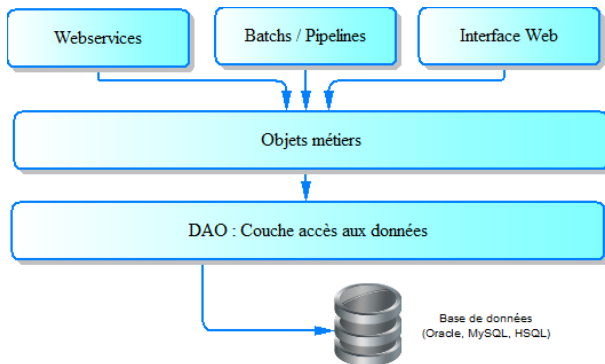 Webservices
Batchs / Pipelines
Interface Web
Objets métiers
DAO : Couche accès aux données
Base de données
(Oracle, MySQL, HSQL)